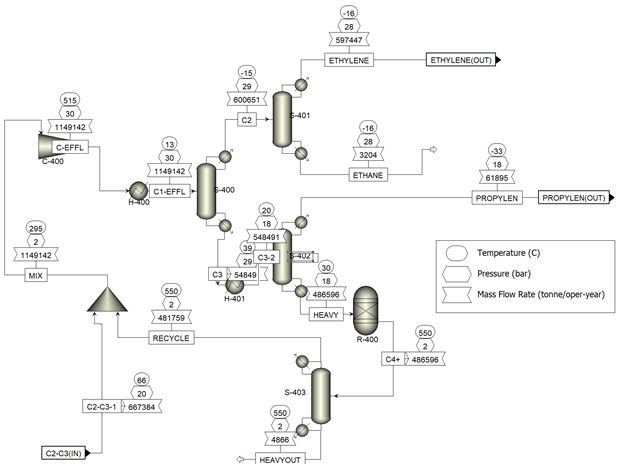 -16
28
597447
ETHYLENE
ETHYLENE(OUT)
-15
29
600651
C2
S-401
515
30
1149142
C-EFFL
C-400
-16
28
3204
ETHANE
13
30
1149142
C1-EFFL
H-400
S-400
-33
18
61895
PROPYLEN
PROPYLEN(OUT)
20
18
548491
C3-2
S-402
39
29
54849
C3
H-401
295
2
1149142
MIX
Temperature (C)
Pressure (bar)
Mass Flow Rate (tonne/oper-year)
30
18
486596
HEAVY
R-400
550
2
481759
RECYCLE
550
2
486596
C4+
66
20
667384
C2-C3-1
S-403
550
2
4866
HEAVYOUT
C2-C3(IN)